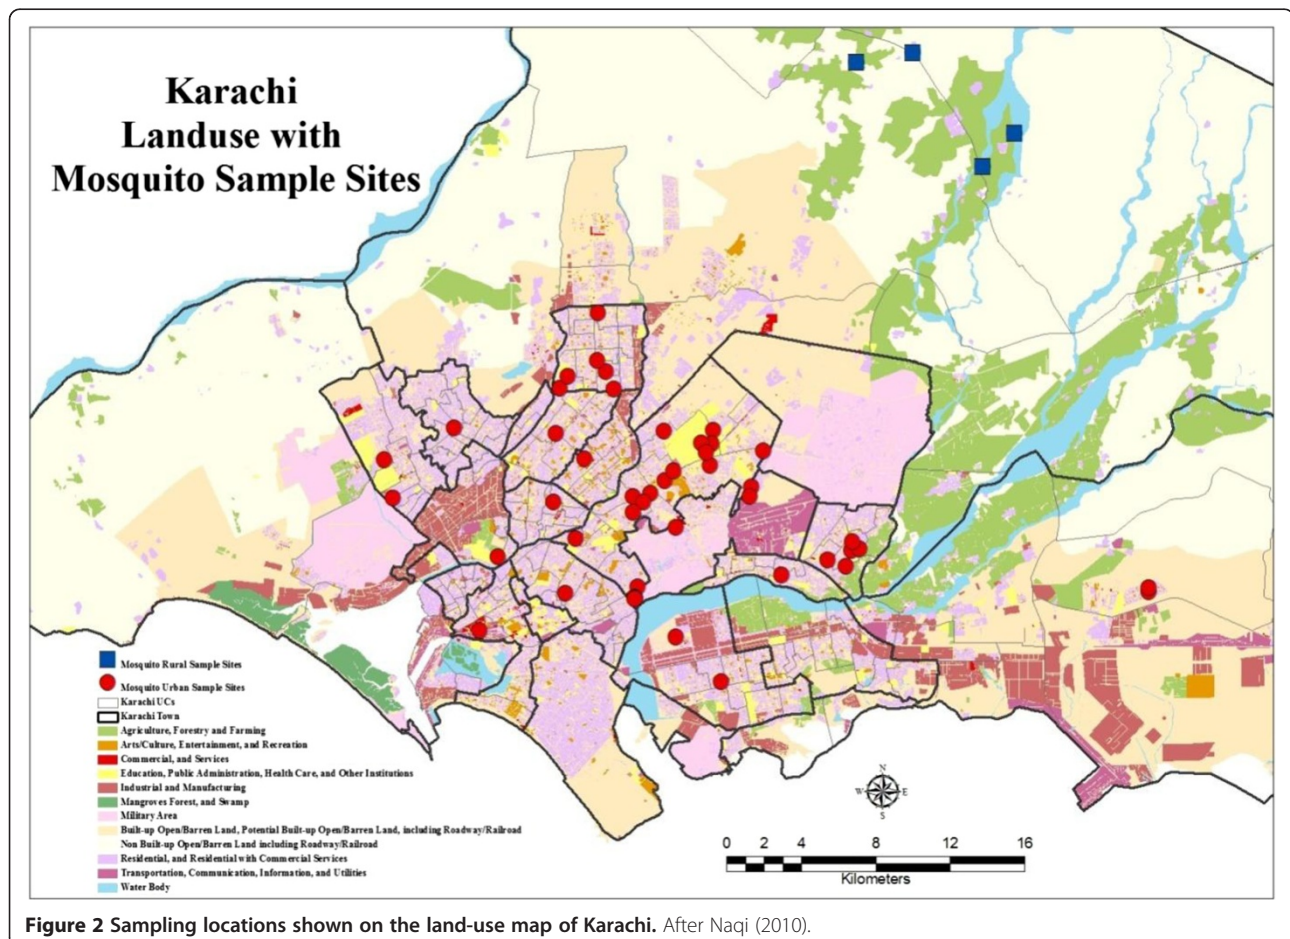 Karachi
Landuse with
Mosquito Sample Sites
Mosquito Rural Sample Sites
Mosquito Urban Sample Sites
Karachi UCs
Karachi Town
Agriculture, Forestry and Farming
Arts/Culture, Entertainment, and Recreation
Commercial, and Services
Education, Public Administration, Health Care, and Other Institutions
Industrial and Manufacturing
Mangroves Forest, and Swamp
Military Area
Built-up Open/Barren Land, Potential Built-up Open/Barren Land, including Roadway/Railroad
Non Built-up Open/Barren Land including Roadway/Railroad
Residential, and Residential with Commercial Services
Transportation, Communication, Information, and Utilities
Water Body
N
W E
S
0 2 4 8 12 16
Kilometers
Figure 2 Sampling locations shown on the land-use map of Karachi. After Naqi (2010).